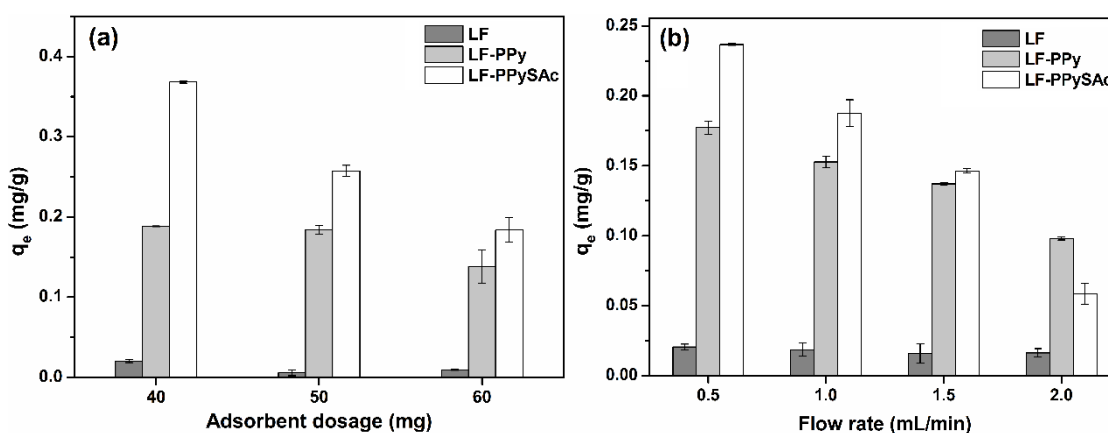 (a)
LF
LF-PPy
LF-PPySAc
0.4
0.3
0.2
0.1
0.0
qe (mg/g)
40 50 60
Adsorbent dosage (mg)
(b)
LF
LF-PPy
LF-PPySAc
0.25
0.20
0.15
0.10
0.05
0.00
qe (mg/g)
0.5 1.0 1.5 2.0
Flow rate (mL/min)